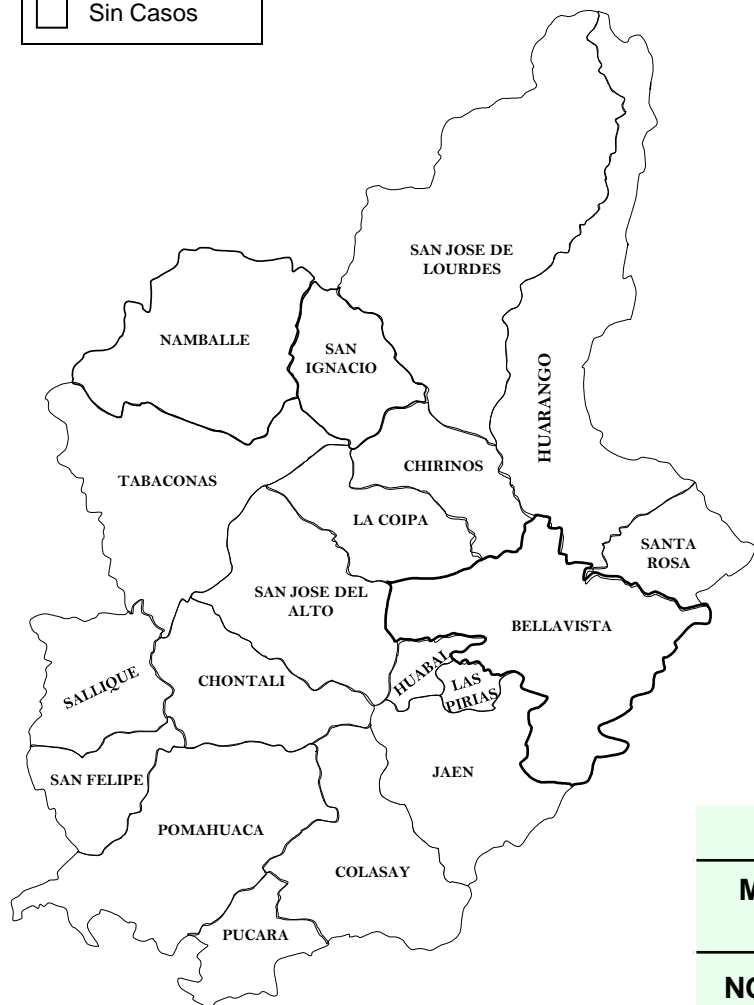 Sin Casos
SAN JOSE DE
LOURDES
NAMBALLE
SAN
IGNACIO
HUARANGO
CHIRINOS
TABACONAS
LA COIPA
SANTA
ROSA
SAN JOSE DEL
ALTO
BELLAVISTA
HUABAL
SALLIQUE
CHONTALI
LAS
PIRIAS
SAN FELIPE
JAEN
POMAHUACA
COLASAY
M
PUCARA
NO